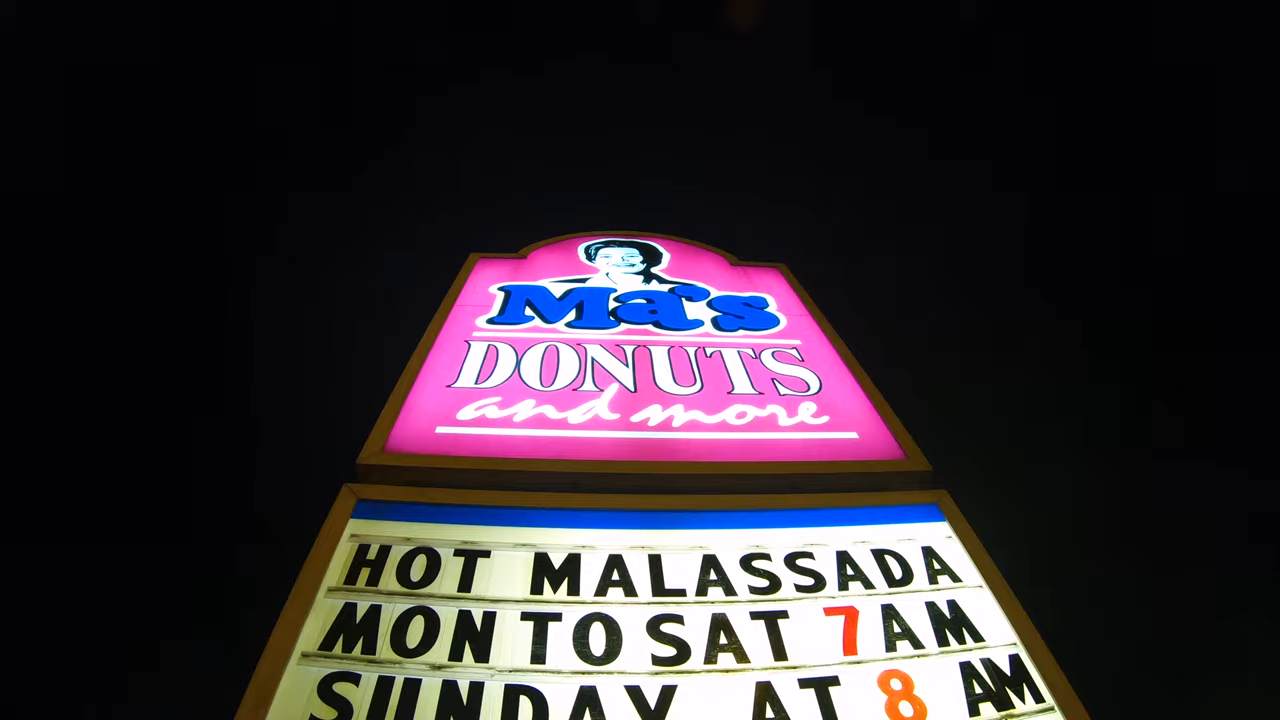 Ma's
DONUTS
and more
HOT MALASSADA
MON TO SAT 7 AM
SUNDAY AT 8 AM